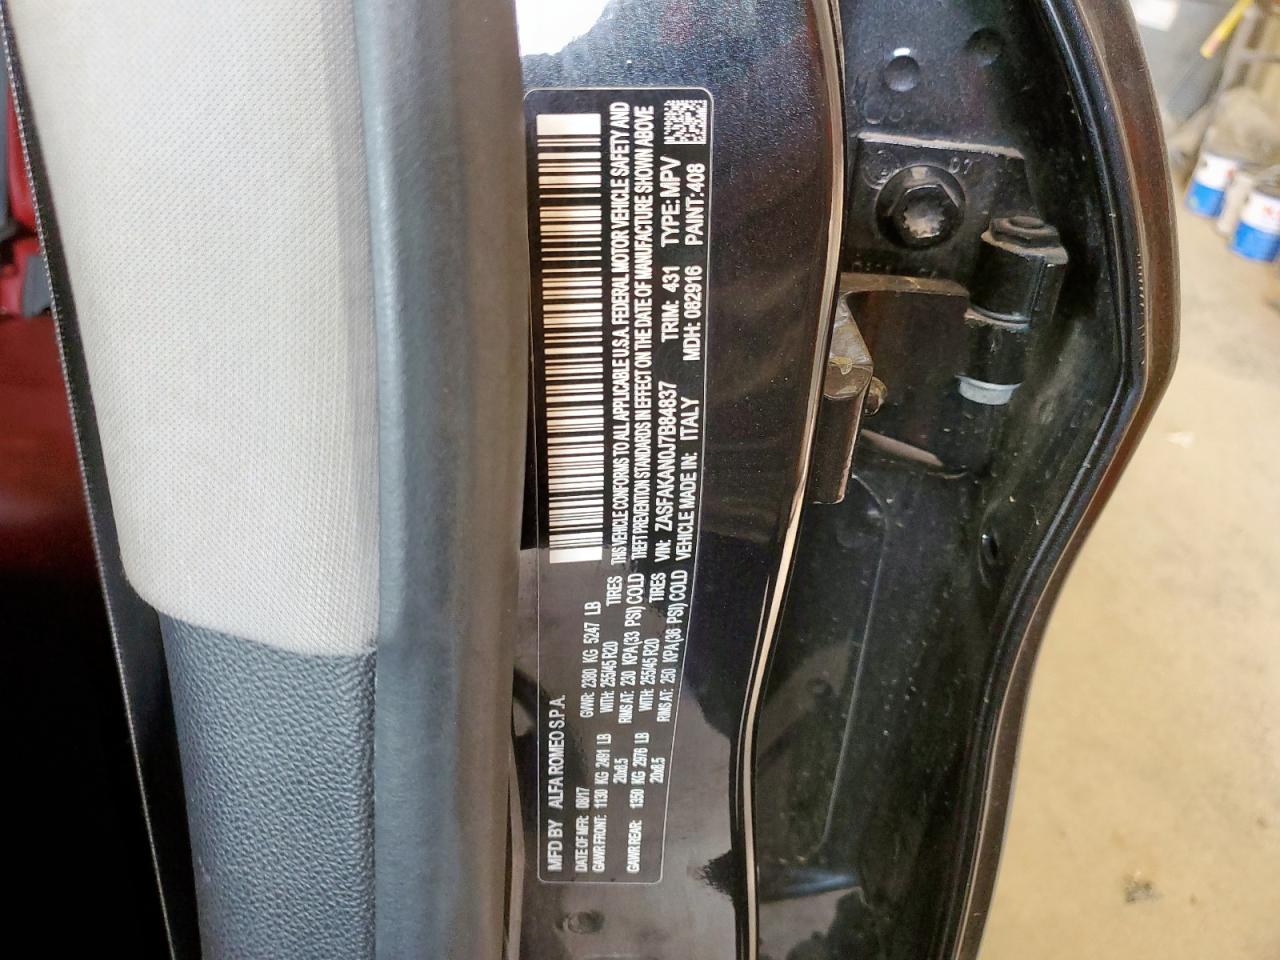 MFD BY ALFA ROMEO S.P.A.
DATE OF MFR: 08/17 GVWR: 2380 KG 5247 LB
GAWR FRONT: 1130 KG 2491 LB WITH: 255/45 R20 TIRES
20x8.5 RIMS AT: 230 KPA(33 PSI) COLD
GAWR REAR: 1350 KG 2976 LB WITH: 255/45 R20 TIRES
20x8.5 RIMS AT: 250 KPA(36 PSI) COLD
THIS VEHICLE CONFORMS TO ALL APPLICABLE U.S.A. FEDERAL MOTOR VEHICLE SAFETY AND
THEFT PREVENTION STANDARDS IN EFFECT ON THE DATE OF MANUFACTURE SHOWN ABOVE
VIN: ZASFAKAN0J7B84837 TRIM: 431 TYPE: MPV
VEHICLE MADE IN: ITALY MDH: 082916 PAINT: 408